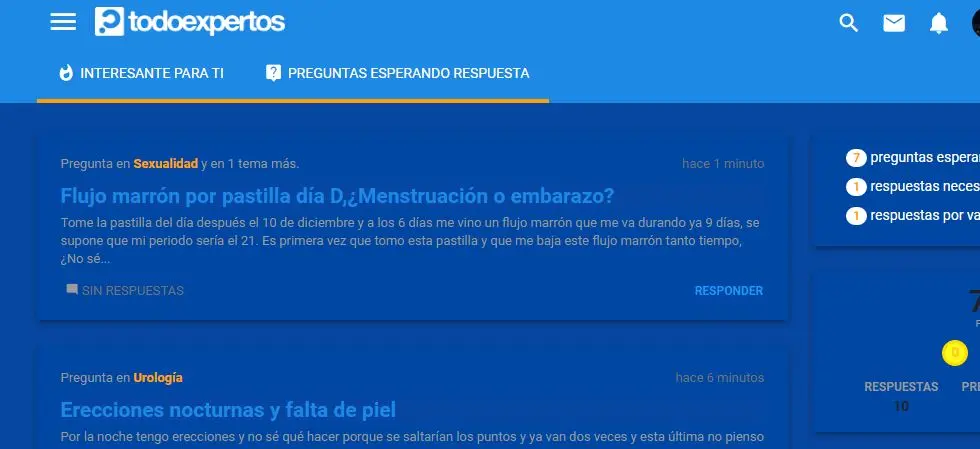 todoexpertos
INTERESANTE PARA TI
PREGUNTAS ESPERANDO RESPUESTA
Pregunta en Sexualidad y en 1 tema más.
hace 1 minuto
Flujo marrón por pastilla día D,¿Menstruación o embarazo?
Tome la pastilla del día después el 10 de diciembre y a los 6 días me vino un flujo marrón que me va durando ya 9 días, se
supone que mi periodo sería el 21. Es primera vez que tomo esta pastilla y que me baja este flujo marrón tanto tiempo,
¿No sé...
SIN RESPUESTAS
RESPONDER
Pregunta en Urología
hace 6 minutos
Erecciones nocturnas y falta de piel
Por la noche tengo erecciones y no sé qué hacer porque se saltarían los puntos y ya van dos veces y esta última no pienso
7 preguntas espera
1 respuestas neces
1 respuestas por va
7
P
0
RESPUESTAS
PRE
10